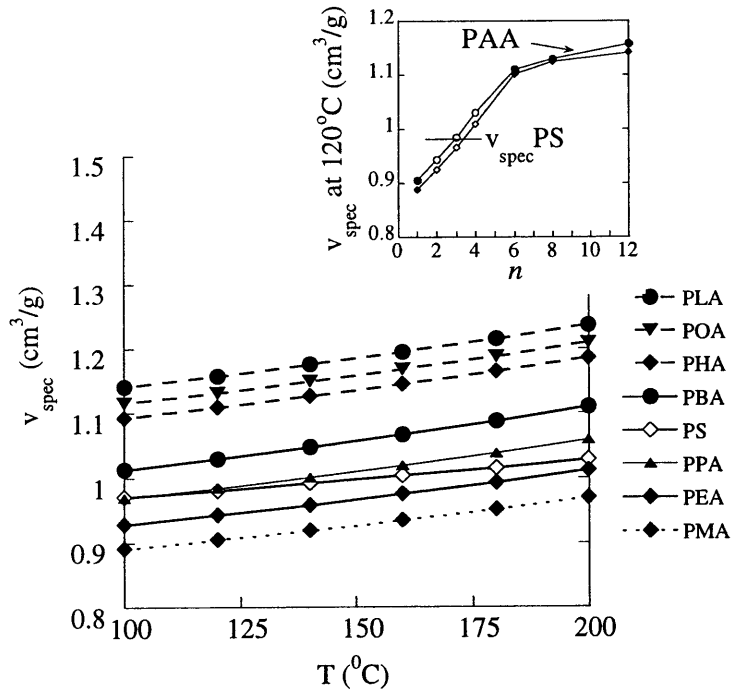 PAA
v_spec PS
v_spec at 120°C (cm³/g)
1.2
1.1
1
0.9
0.8
0 2 4 6 8 10 12
n
v_spec (cm³/g)
1.5
1.4
1.3
1.2
1.1
1
0.9
0.8
100 125 150 175 200
T (⁰C)
PLA
POA
PHA
PBA
PS
PPA
PEA
PMA